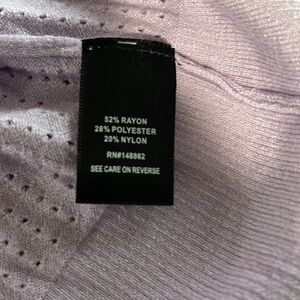 52% RAYON
28% POLYESTER
20% NYLON
RN#148862
SEE CARE ON REVERSE